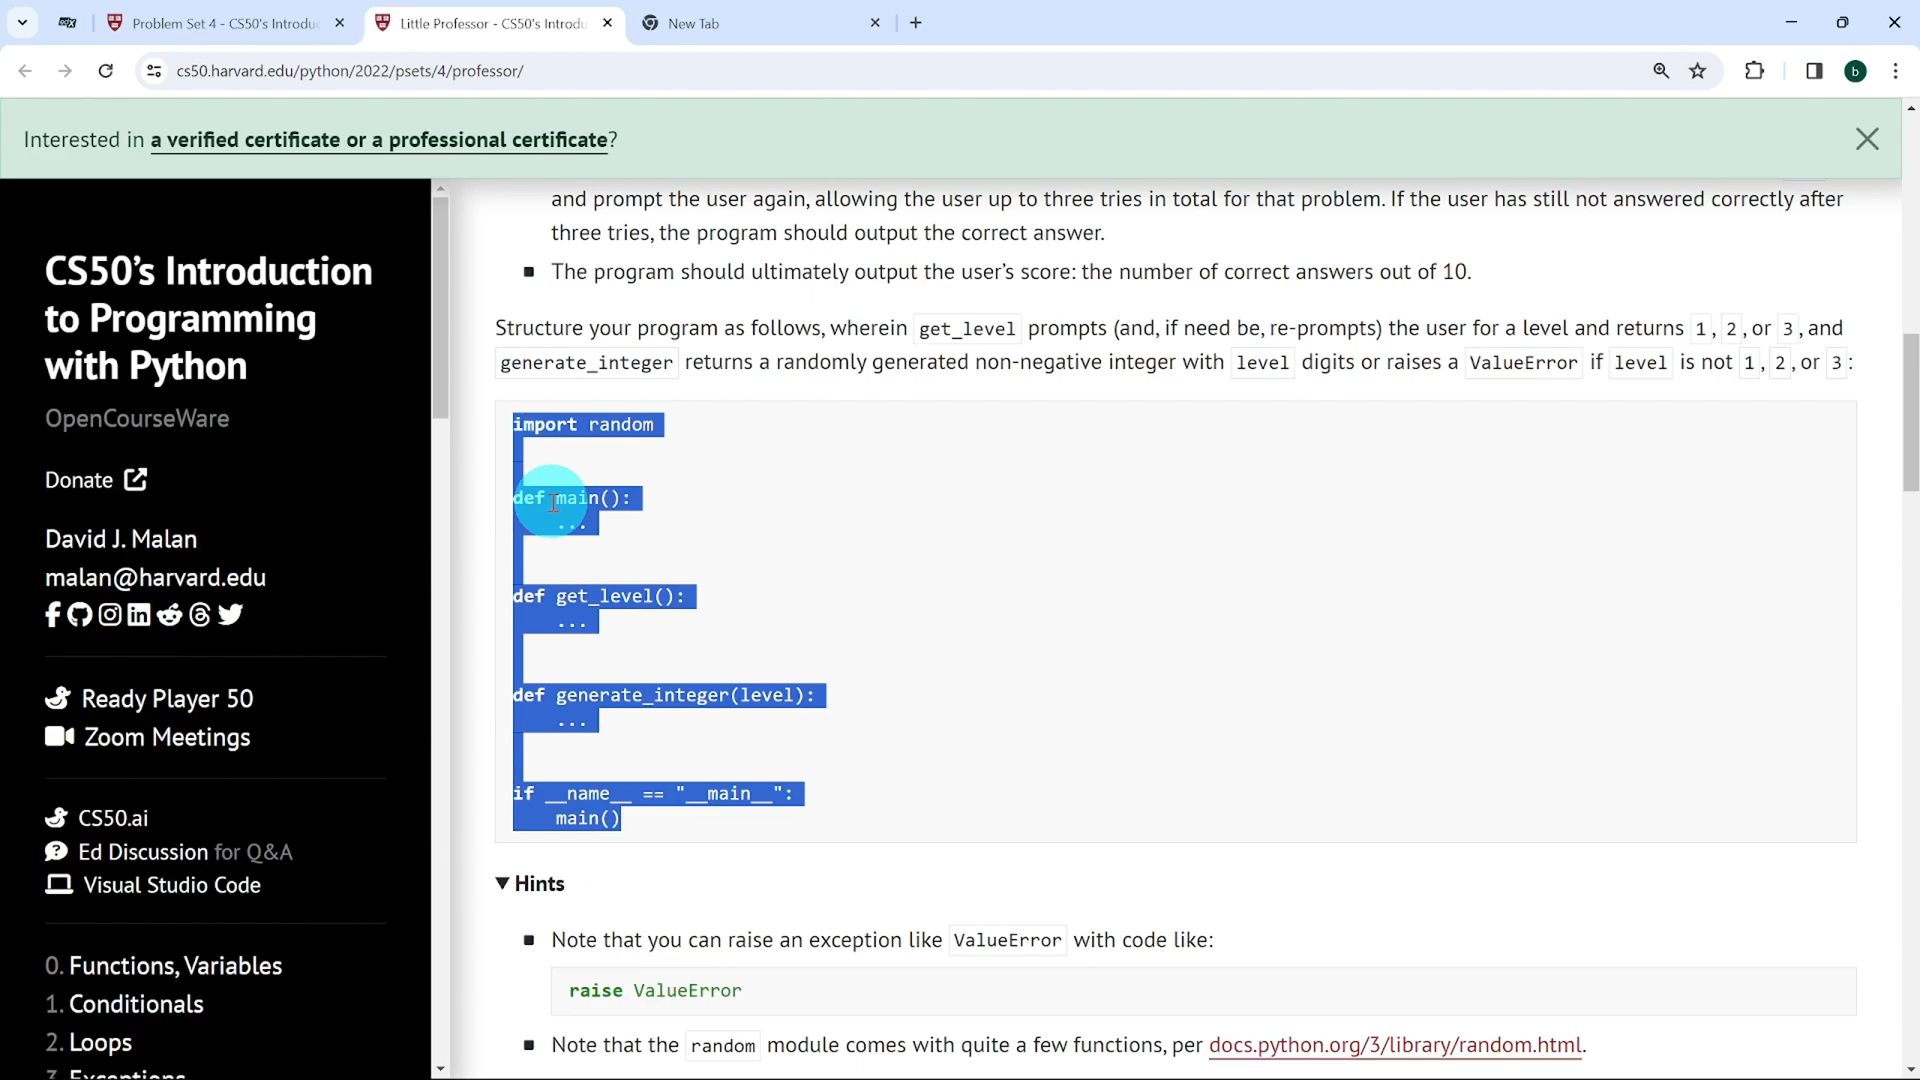 Problem Set 4 - CS50's Introduc
Little Professor - CS50's Introdu
New Tab
cs50.harvard.edu/python/2022/psets/4/professor/
b
Interested in a verified certificate or a professional certificate?
CS50's Introduction
to Programming
with Python
OpenCourseWare
Donate
David J. Malan
malan@harvard.edu
Ready Player 50
Zoom Meetings
CS50.ai
Ed Discussion for Q&A
Visual Studio Code
0. Functions, Variables
1. Conditionals
2. Loops
3. Exceptions
and prompt the user again, allowing the user up to three tries in total for that problem. If the user has still not answered correctly after
three tries, the program should output the correct answer.
The program should ultimately output the user's score: the number of correct answers out of 10.
Structure your program as follows, wherein get_level prompts (and, if need be, re-prompts) the user for a level and returns 1, 2, or 3, and
generate_integer returns a randomly generated non-negative integer with level digits or raises a ValueError if level is not 1, 2, or 3:
import random
def main():
...
def get_level():
...
def generate_integer(level):
...
if __name__ == "__main__":
main()
Hints
Note that you can raise an exception like ValueError with code like:
raise ValueError
Note that the random module comes with quite a few functions, per docs.python.org/3/library/random.html.